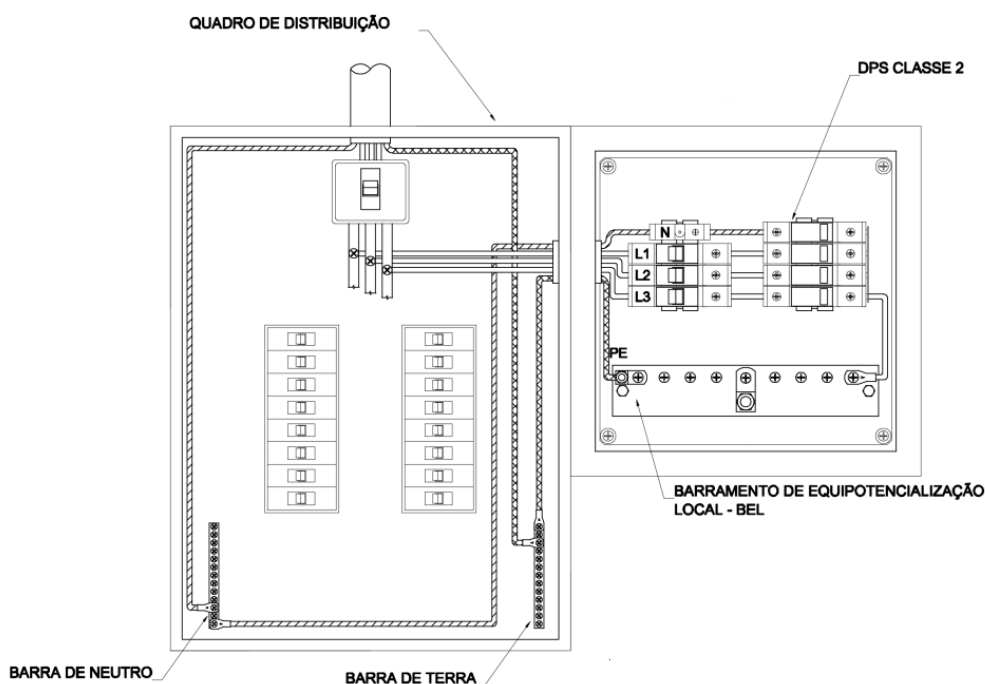 QUADRO DE DISTRIBUIÇÃO
DPS CLASSE 2
N
L1
L2
L3
PE
BARRAMENTO DE EQUIPOTENCIALIZAÇÃO
LOCAL - BEL
BARRA DE NEUTRO
BARRA DE TERRA